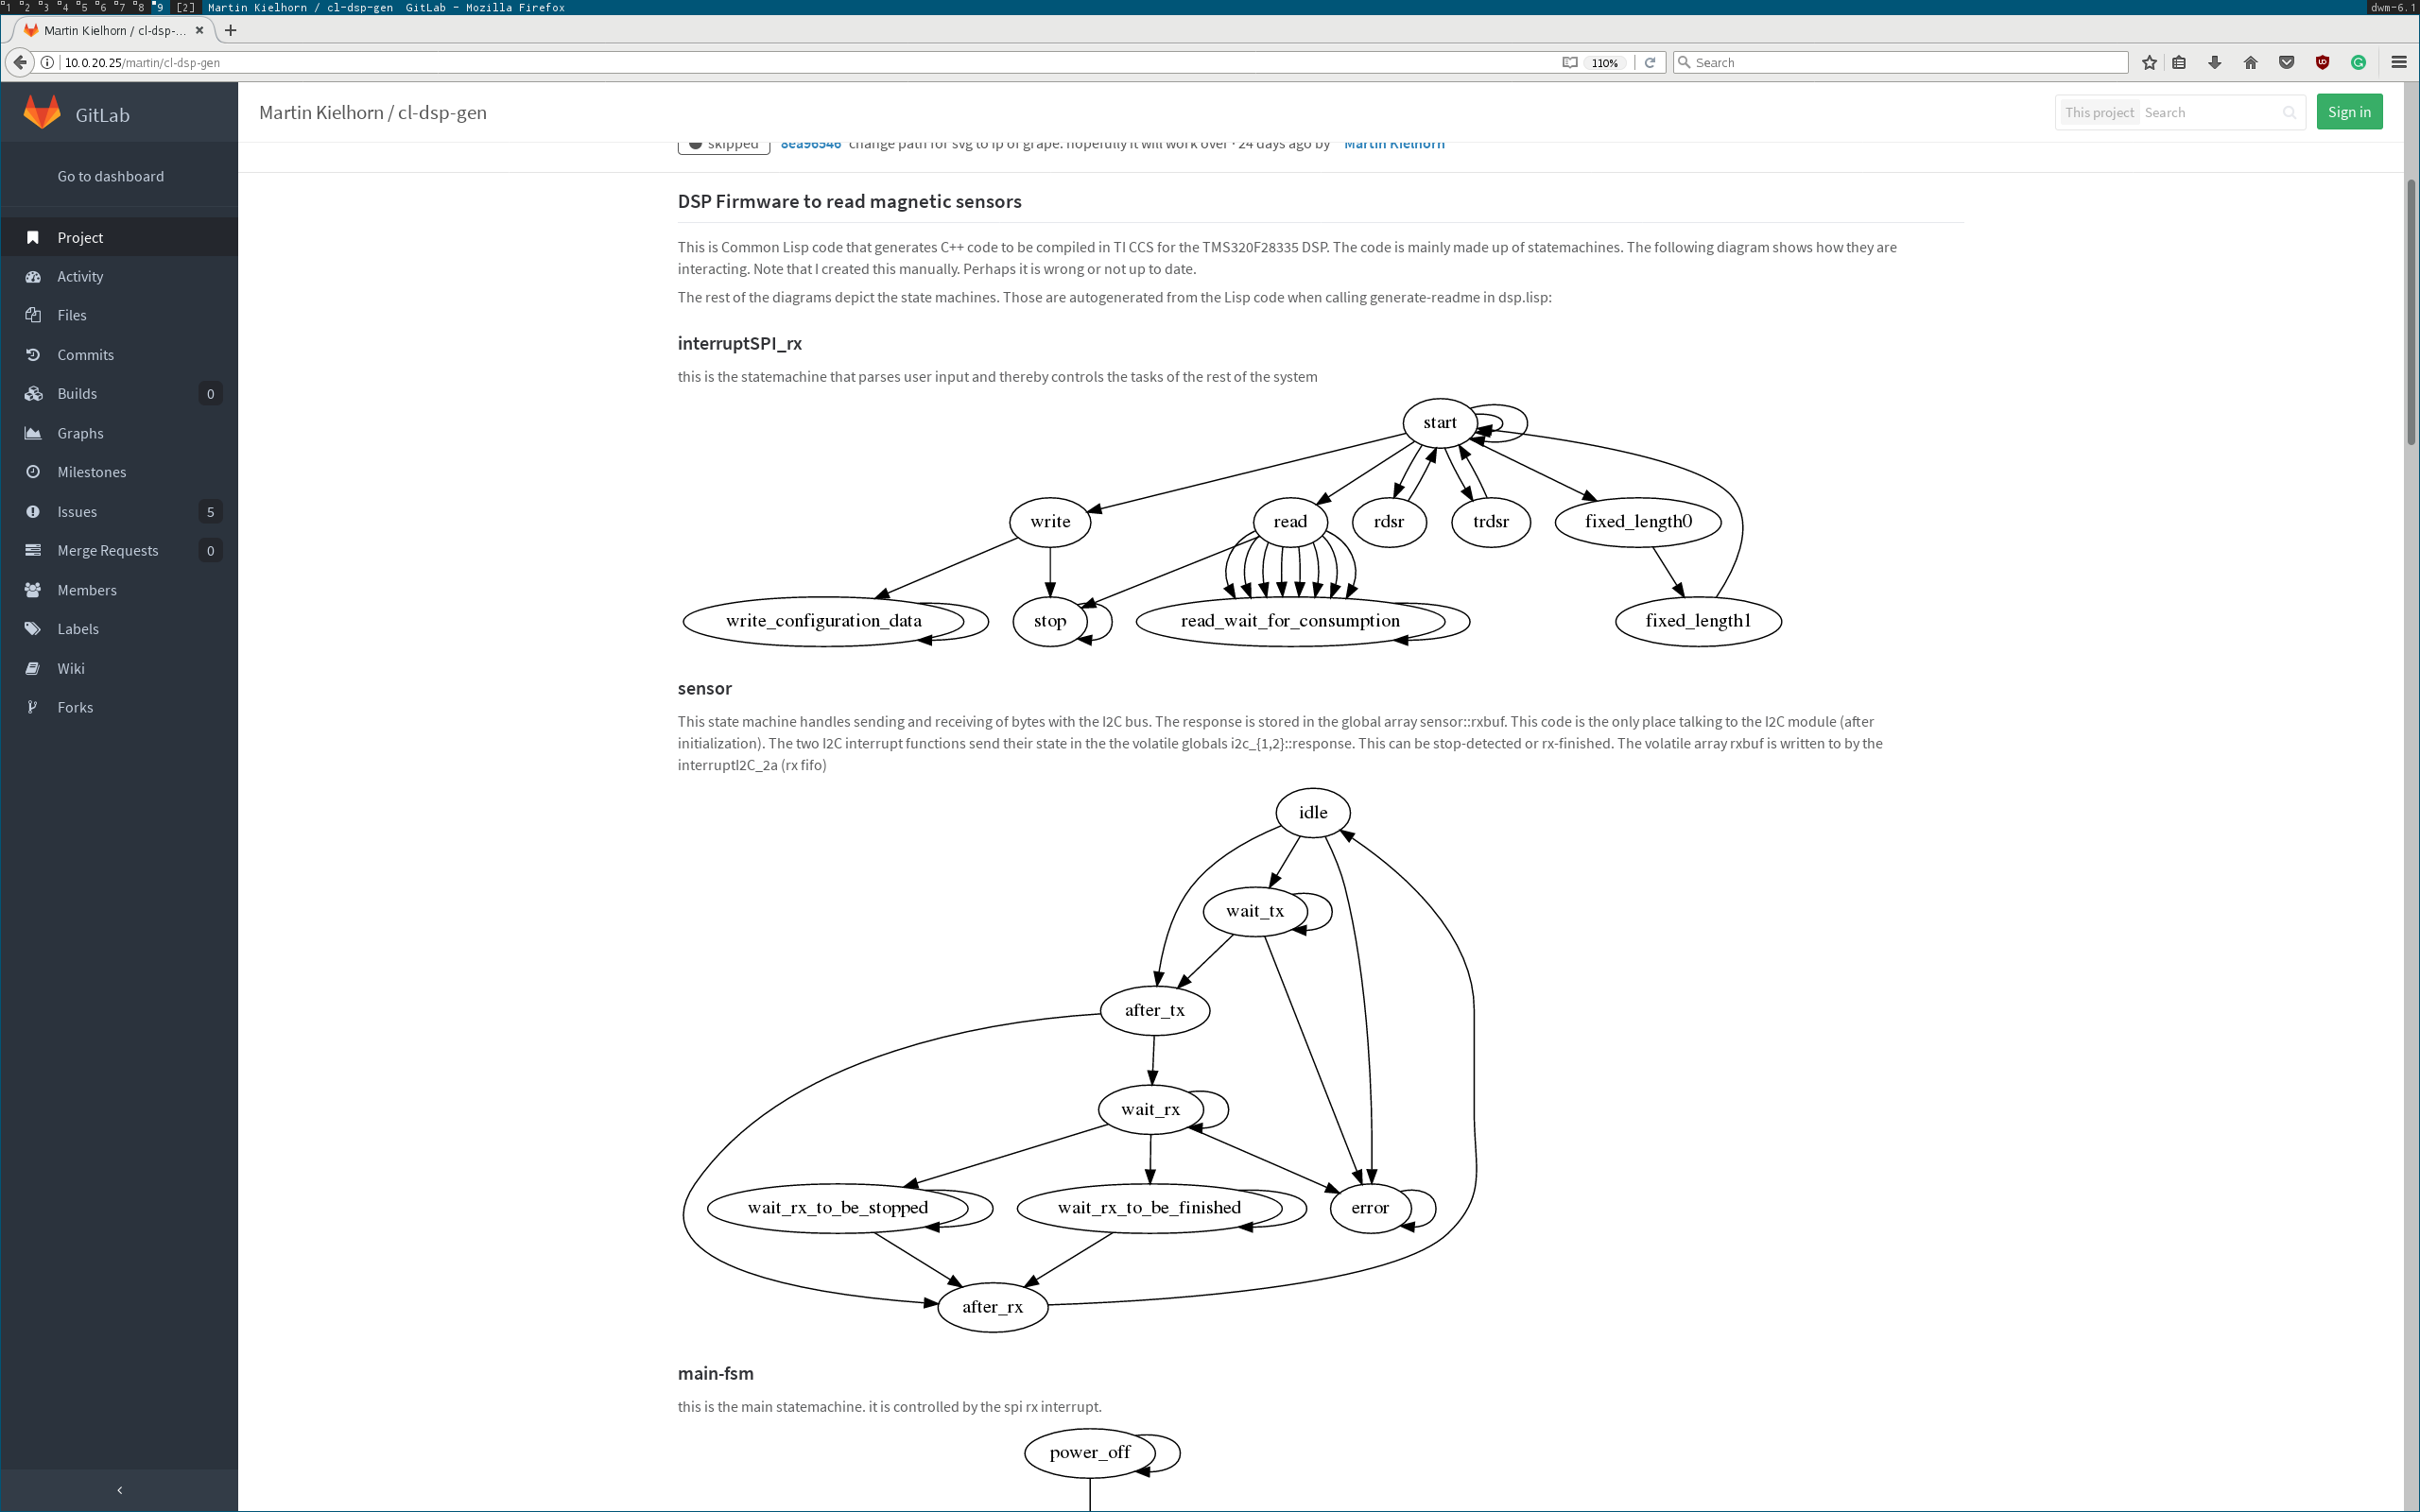 1 2 3 4 5 6 7 8 9 [2] Martin Kielhorn / cl-dsp-gen GitLab - Mozilla Firefox dwm-6.1
Martin Kielhorn / cl-dsp-...
10.0.20.25/martin/cl-dsp-gen 110% Search
GitLab
Martin Kielhorn / cl-dsp-gen
This project Search Sign in
skipped 8ea96546 change path for svg to ip of grape. hopefully it will work over · 24 days ago by Martin Kielhorn
Go to dashboard
Project
Activity
Files
Commits
Builds 0
Graphs
Milestones
Issues 5
Merge Requests 0
Members
Labels
Wiki
Forks
DSP Firmware to read magnetic sensors
This is Common Lisp code that generates C++ code to be compiled in TI CCS for the TMS320F28335 DSP. The code is mainly made up of statemachines. The following diagram shows how they are
interacting. Note that I created this manually. Perhaps it is wrong or not up to date.
The rest of the diagrams depict the state machines. Those are autogenerated from the Lisp code when calling generate-readme in dsp.lisp:
interruptSPI_rx
this is the statemachine that parses user input and thereby controls the tasks of the rest of the system
start
write read rdsr trdsr fixed_length0
write_configuration_data stop read_wait_for_consumption fixed_length1
sensor
This state machine handles sending and receiving of bytes with the I2C bus. The response is stored in the global array sensor::rxbuf. This code is the only place talking to the I2C module (after
initialization). The two I2C interrupt functions send their state in the the volatile globals i2c_{1,2}::response. This can be stop-detected or rx-finished. The volatile array rxbuf is written to by the
interruptI2C_2a (rx fifo)
idle
wait_tx
after_tx
wait_rx
wait_rx_to_be_stopped wait_rx_to_be_finished error
after_rx
main-fsm
this is the main statemachine. it is controlled by the spi rx interrupt.
power_off